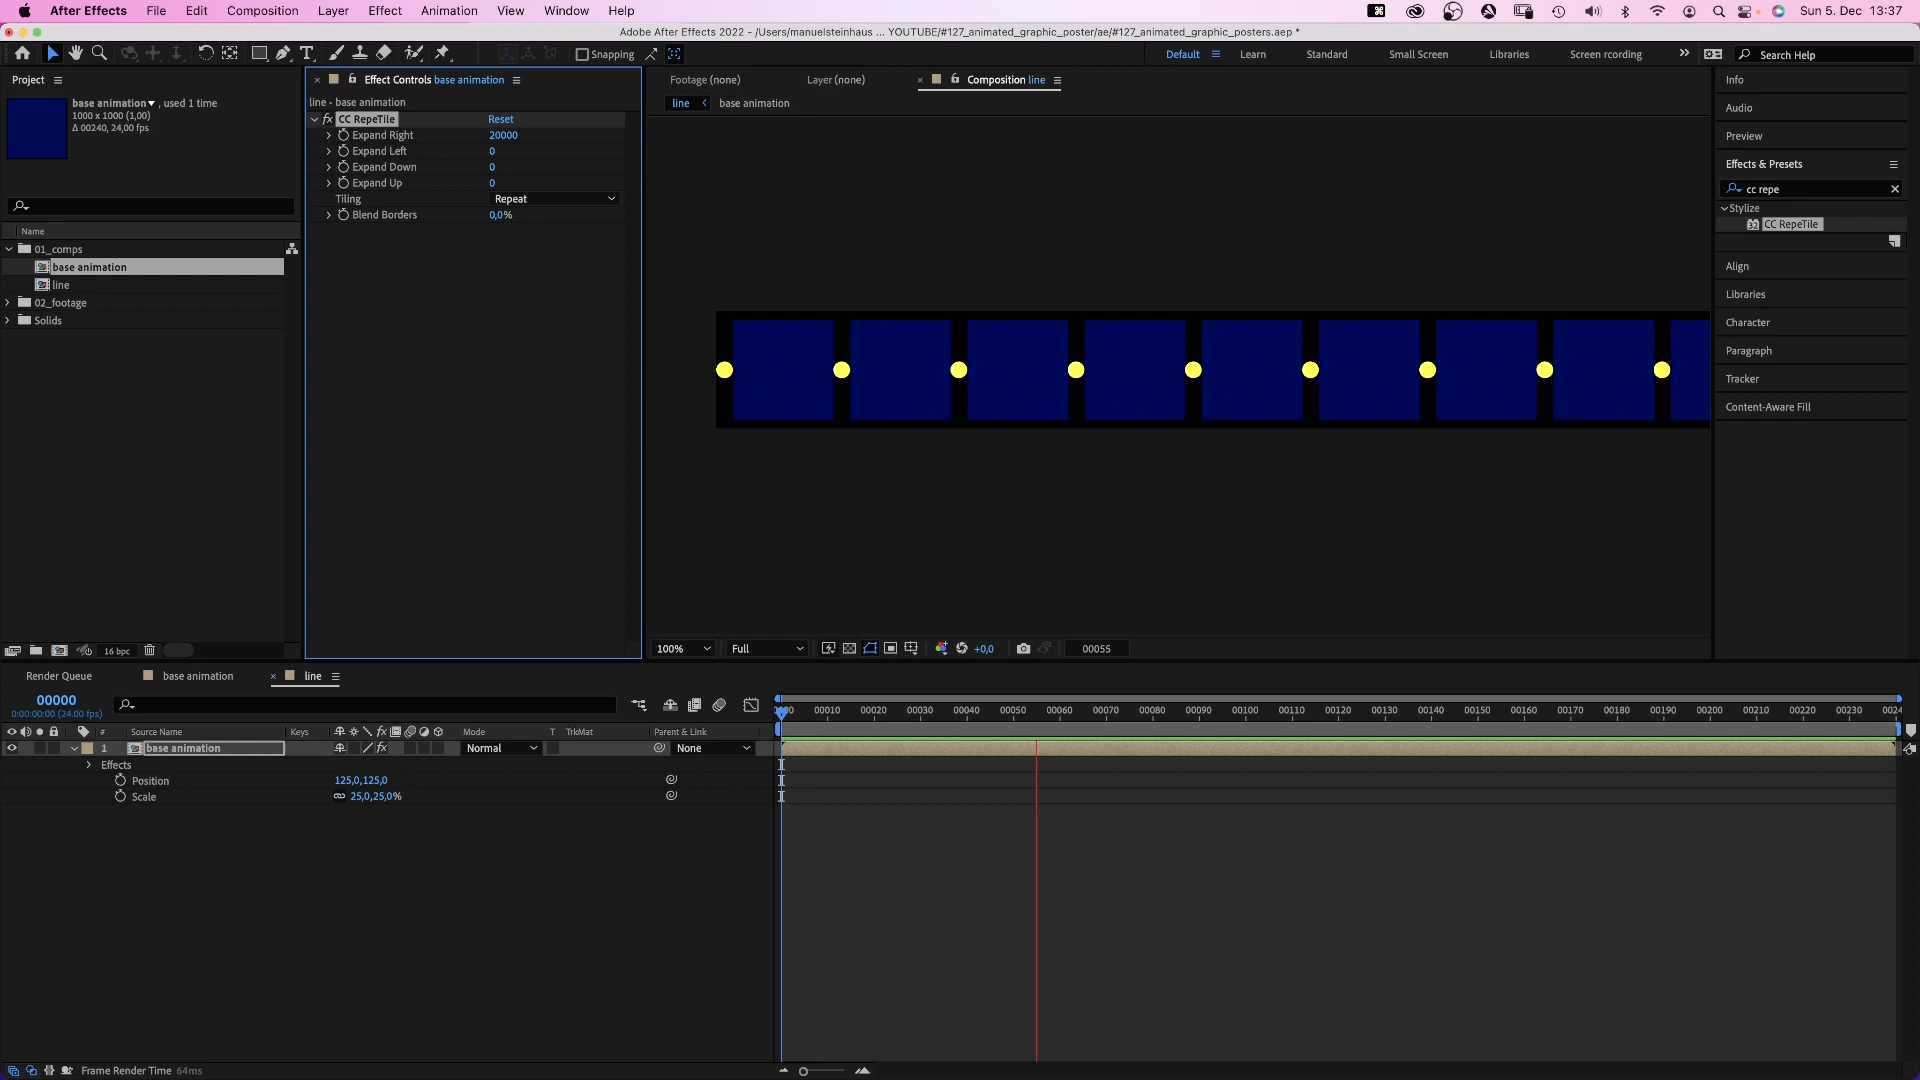 After Effects File Edit Composition Layer Effect Animation View Window Help Sun 5. Dec 13:37
Adobe After Effects 2022 - /Users/manuelsteinhaus ... YOUTUBE/#127_animated_graphic_poster/ae/#127_animated_graphic_posters.aep *
Snapping Default Learn Standard Small Screen Libraries Screen rcording Search Help
Project
base animation , used 1 time
1000 x 1000 (1,00)
Δ 00240, 24,00 fps
Name
01_comps
base animation
line
02_footage
Solids
16 bpc
Effect Controls base animation
line • base animation
fx CC RepeTile Reset
Expand Right 20000
Expand Left 0
Expand Down 0
Expand Up 0
Tiling Repeat
Blend Borders 0,0%
Footage (none) Layer (none) Composition line
line base animation
100% Full +0,0 00055
Info
Audio
Preview
Effects & Presets
cc repe
Stylize
32 CC RepeTile
Align
Libraries
Character
Paragraph
Tracker
Content-Aware Fill
Render Queue base animation line
00000
0:00:00:00 (24.00 fps)
00010 00020 00030 00040 00050 00060 00070 00080 00090 00100 00110 00120 00130 00140 00150 00160 00170 00180 00190 00200 00210 00220 00230
# Source Name Keys fx Mode T TrkMat Parent & Link
1 base animation fx Normal None
Effects
Position 125,0,125,0
Scale 25,0,25,0%
Frame Render Time 64ms